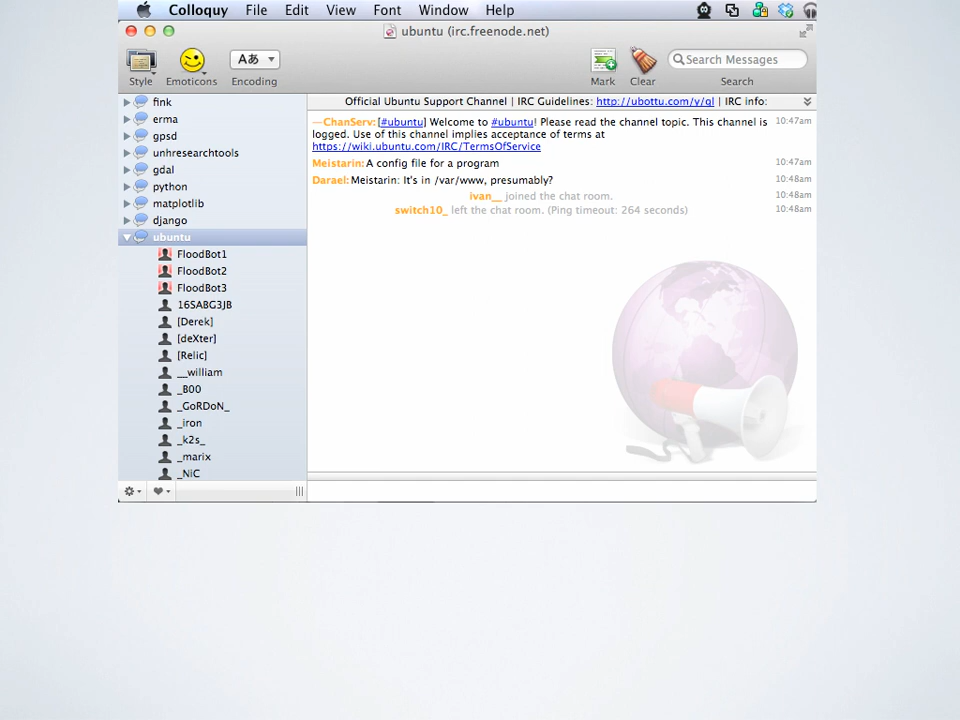 Colloquy File Edit View Font Window Help
ubuntu (irc.freenode.net)
Aあ
Search Messages
Style Emoticons Encoding Mark Clear Search
fink
erma
gpsd
unhresearchtools
gdal
python
matplotlib
django
ubuntu
FloodBot1
FloodBot2
FloodBot3
16SABG3JB
[Derek]
[deXter]
[Relic]
__william
_B00
_GoRDoN_
_iron
_k2s_
_marix
_NiC
Official Ubuntu Support Channel | IRC Guidelines: http://ubottu.com/y/gl | IRC info:
—ChanServ: [#ubuntu] Welcome to #ubuntu! Please read the channel topic. This channel is 10:47am
logged. Use of this channel implies acceptance of terms at
https://wiki.ubuntu.com/IRC/TermsOfService
Meistarin: A config file for a program 10:47am
Darael: Meistarin: It's in /var/www, presumably? 10:48am
ivan__ joined the chat room. 10:48am
switch10_ left the chat room. (Ping timeout: 264 seconds) 10:48am